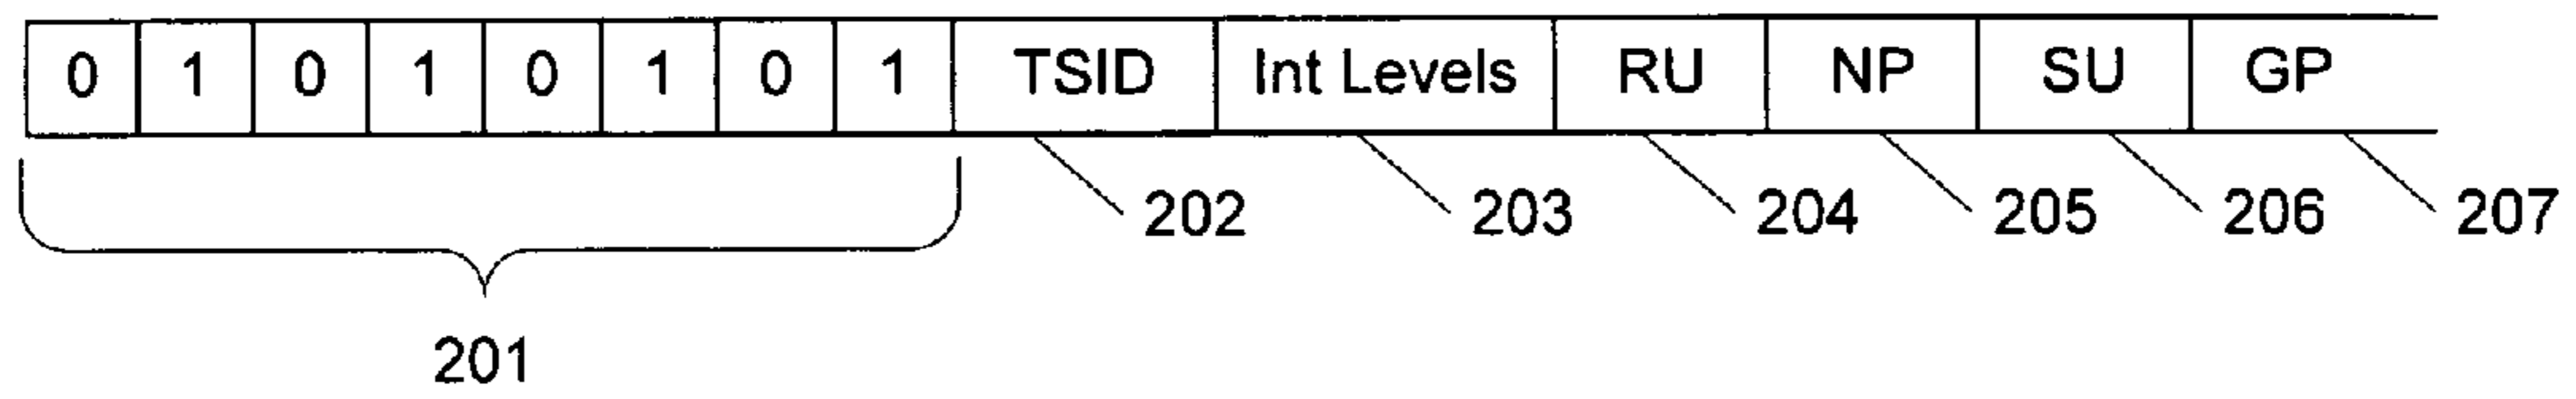 0 1 0 1 0 1 0 1 TSID Int Levels RU NP SU GP
202 203 204 205 206 207
201